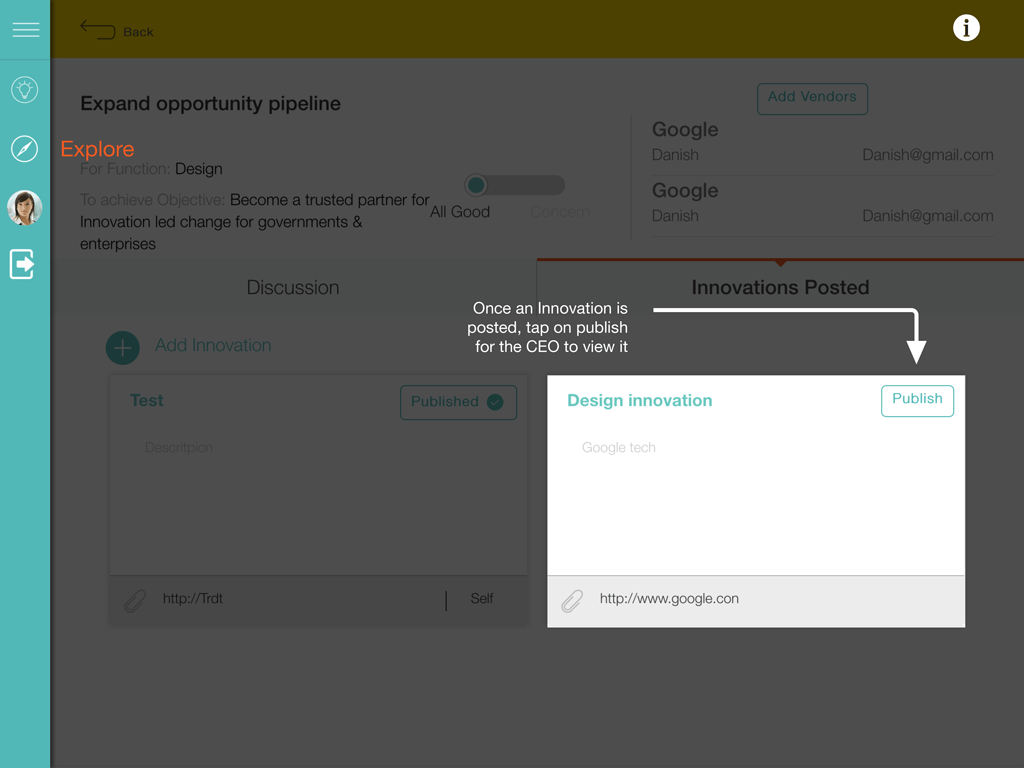 Back
i
Expand opportunity pipeline
Add Vendors
Google
Danish Danish@gmail.com
Google
Danish Danish@gmail.com
Explore
For Function: Design
To achieve Objective: Become a trusted partner for
Innovation led change for governments &
enterprises
All Good Concern
Discussion
Innovations Posted
Once an Innovation is
posted, tap on publish
for the CEO to view it
Add Innovation
Test Published
Descritpion
http://Trdt | Self
Design innovation Publish
Google tech
http://www.google.con